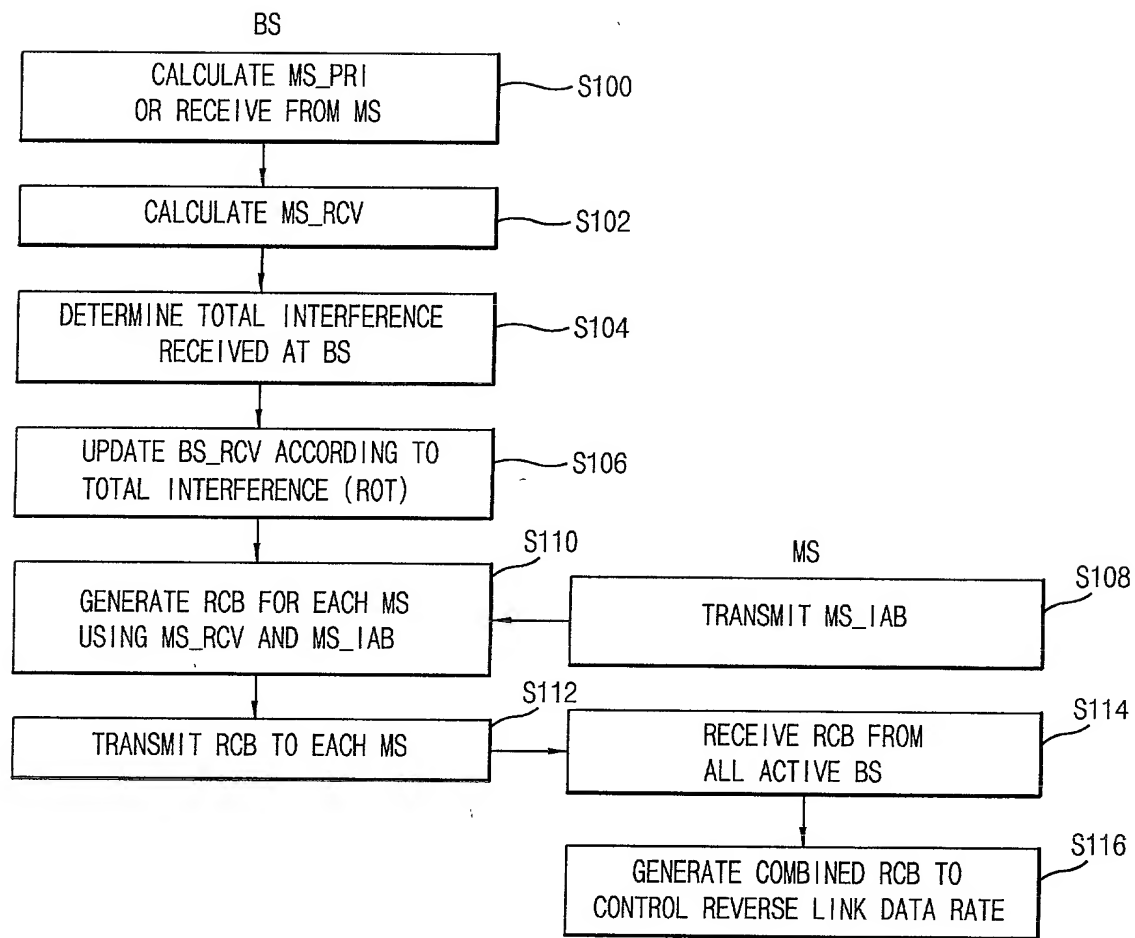 BS
CALCULATE MS_PRI
OR RECEIVE FROM MS
S100
CALCULATE MS_RCV
S102
DETERMINE TOTAL INTERFERENCE
RECEIVED AT BS
S104
UPDATE BS_RCV ACCORDING TO
TOTAL INTERFERENCE (ROT)
S106
S110
GENERATE RCB FOR EACH MS
USING MS_RCV AND MS_IAB
MS
S108
TRANSMIT MS_IAB
S112
TRANSMIT RCB TO EACH MS
S114
RECEIVE RCB FROM
ALL ACTIVE BS
S116
GENERATE COMBINED RCB TO
CONTROL REVERSE LINK DATA RATE